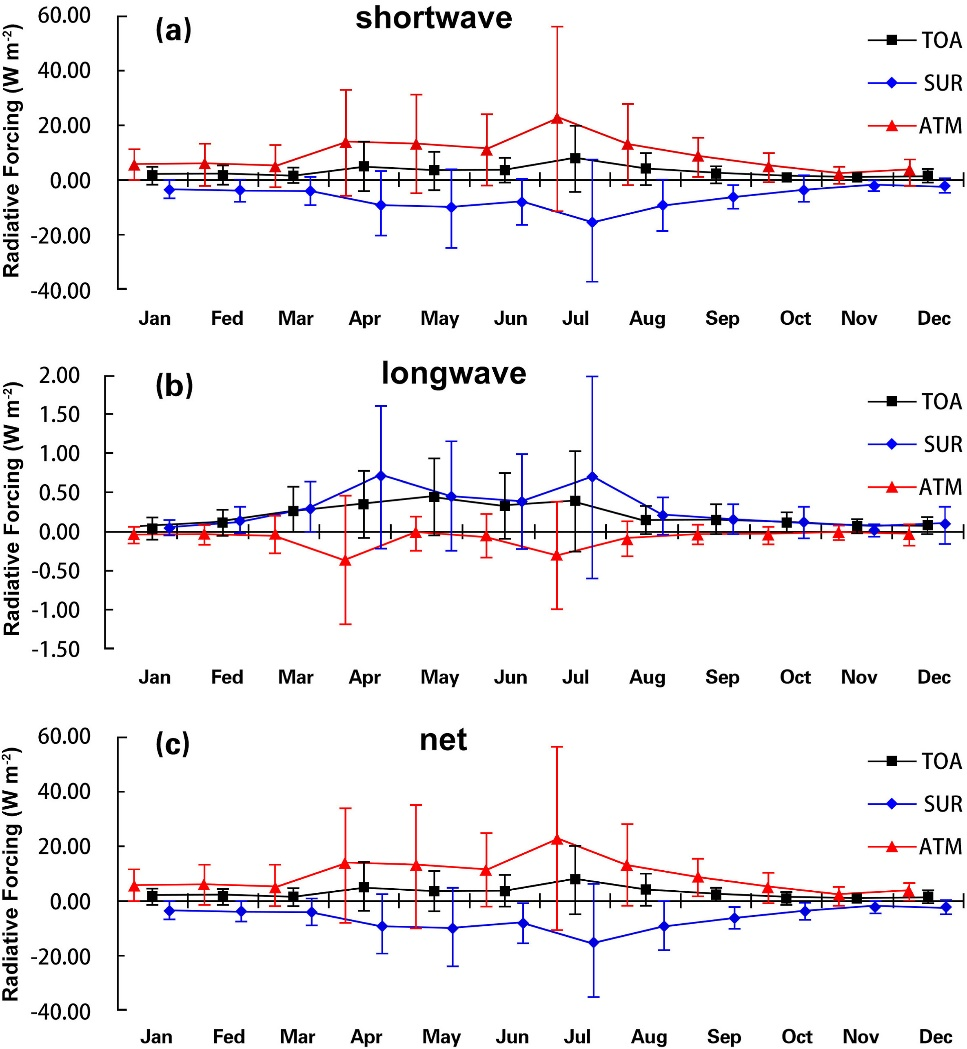 shortwave
(a)
Radiative Forcing (W m-2)
60.00
40.00
20.00
0.00
-20.00
-40.00
TOA
SUR
ATM
Jan Fed Mar Apr May Jun Jul Aug Sep Oct Nov Dec
longwave
(b)
Radiative Forcing (W m-2)
2.00
1.50
1.00
0.50
0.00
-0.50
-1.00
-1.50
TOA
SUR
ATM
Jan Fed Mar Apr May Jun Jul Aug Sep Oct Nov Dec
net
(c)
Radiative Forcing (W m-2)
60.00
40.00
20.00
0.00
-20.00
-40.00
TOA
SUR
ATM
Jan Fed Mar Apr May Jun Jul Aug Sep Oct Nov Dec